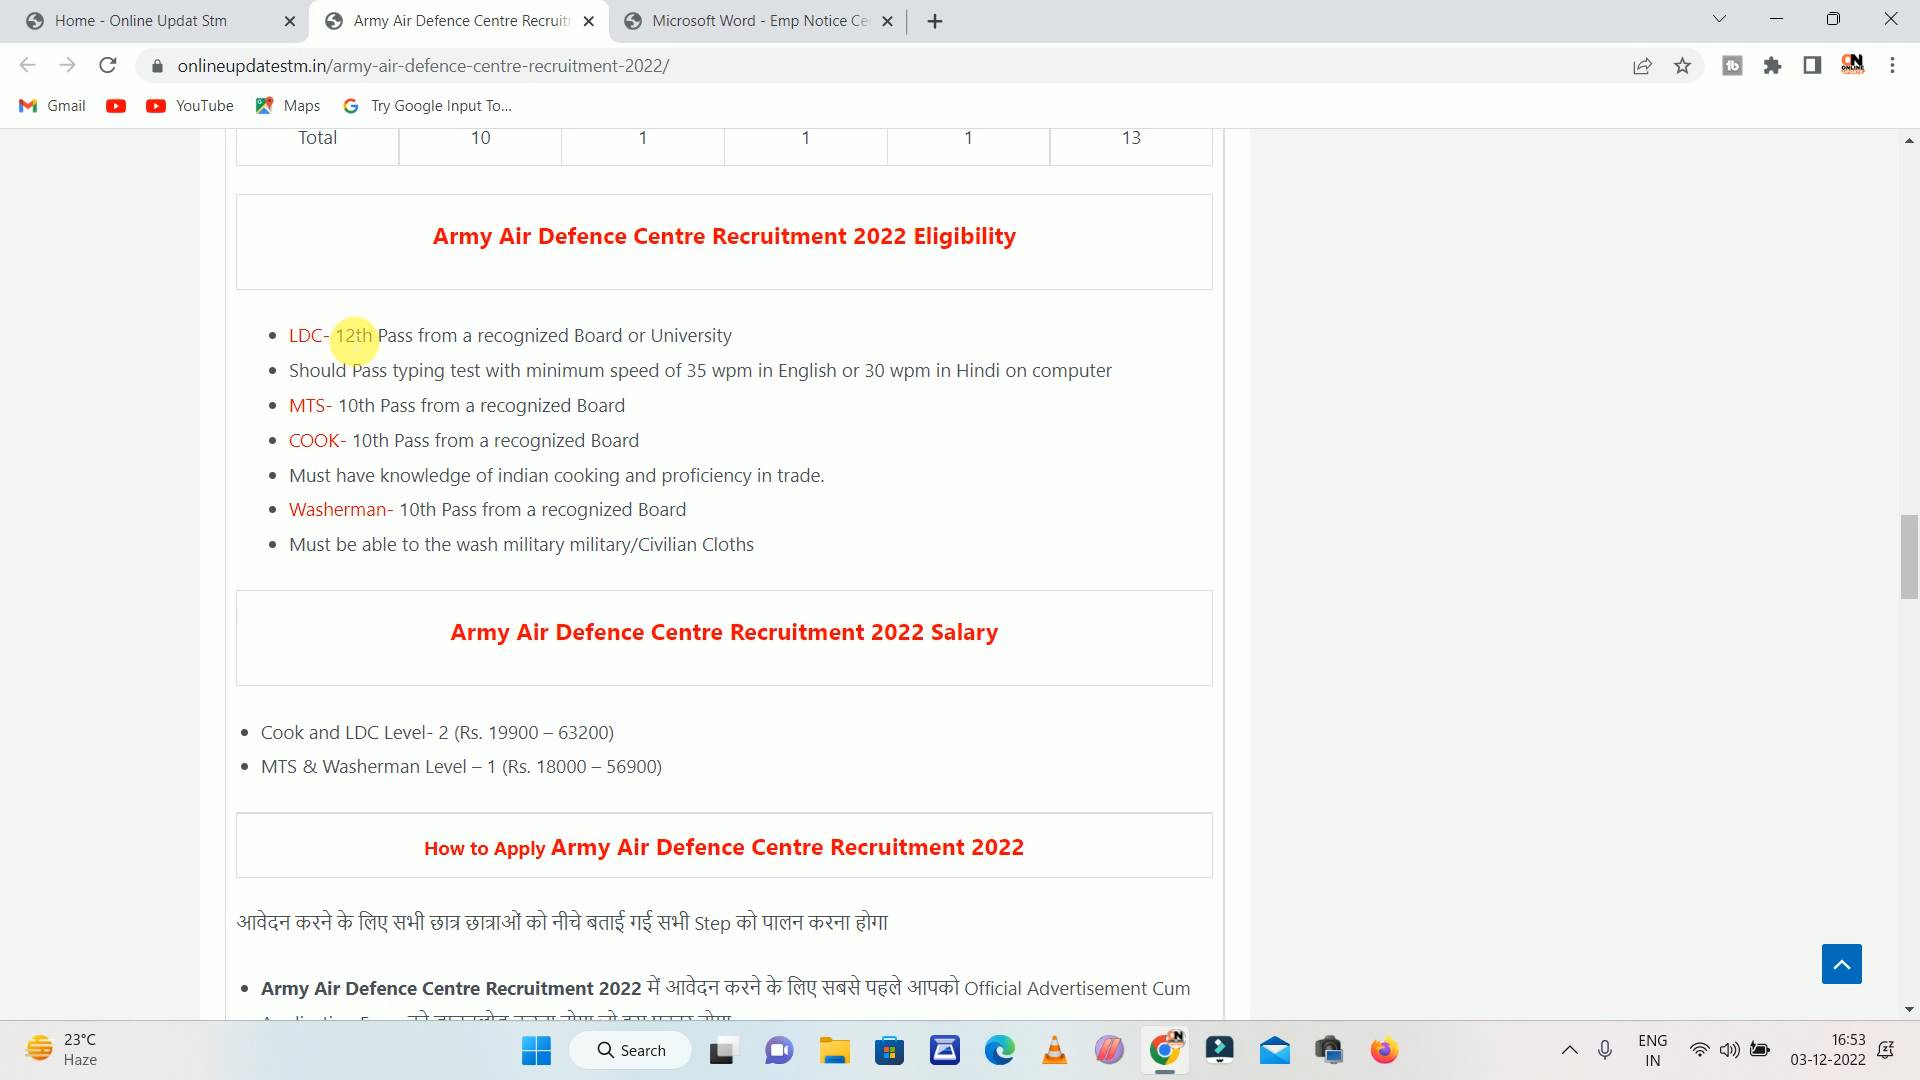 Home - Online Updat Stm
Army Air Defence Centre Recruit
Microsoft Word - Emp Notice Ce
onlineupdatestm.in/army-air-defence-centre-recruitment-2022/
Gmail
YouTube
Maps
Try Google Input To...
Total 10 1 1 1 13
Army Air Defence Centre Recruitment 2022 Eligibility
LDC- 12th Pass from a recognized Board or University
Should Pass typing test with minimum speed of 35 wpm in English or 30 wpm in Hindi on computer
MTS- 10th Pass from a recognized Board
COOK- 10th Pass from a recognized Board
Must have knowledge of indian cooking and proficiency in trade.
Washerman- 10th Pass from a recognized Board
Must be able to the wash military military/Civilian Cloths
Army Air Defence Centre Recruitment 2022 Salary
Cook and LDC Level- 2 (Rs. 19900 – 63200)
MTS & Washerman Level – 1 (Rs. 18000 – 56900)
How to Apply Army Air Defence Centre Recruitment 2022
आवेदन करने के लिए सभी छात्र छात्राओं को नीचे बताई गई सभी Step को पालन करना होगा
Army Air Defence Centre Recruitment 2022 में आवेदन करने के लिए सबसे पहले आपको Official Advertisement Cum
23°C
Haze
Search
ENG
IN
16:53
03-12-2022